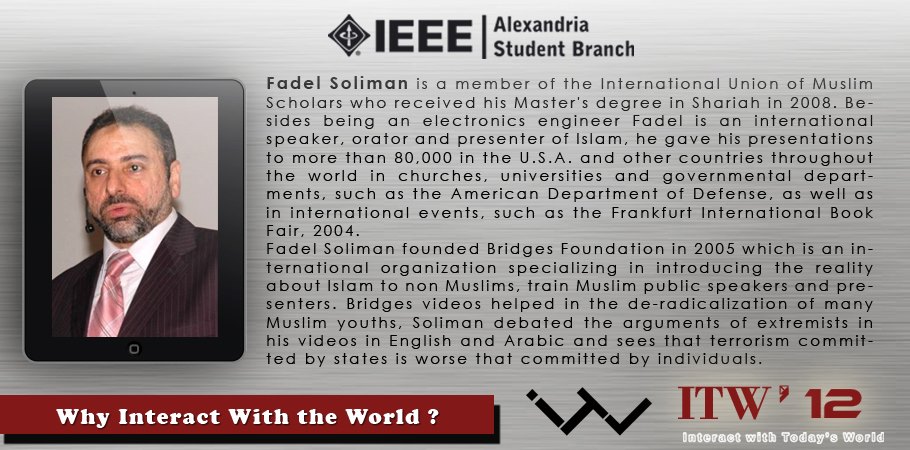 IEEE
Alexandria
Student Branch
Fadel Soliman is a member of the International Union of Muslim
Scholars who received his Master's degree in Shariah in 2008. Be-
sides being an electronics engineer Fadel is an international
speaker, orator and presenter of Islam, he gave his presentations
to more than 80,000 in the U.S.A. and other countries throughout
the world in churches, universities and governmental depart-
ments, such as the American Department of Defense, as well as
in international events, such as the Frankfurt International Book
Fair, 2004.
Fadel Soliman founded Bridges Foundation in 2005 which is an in-
ternational organization specializing in introducing the reality
about Islam to non Muslims, train Muslim public speakers and pre-
senters. Bridges videos helped in the de-radicalization of many
Muslim youths, Soliman debated the arguments of extremists in
his videos in English and Arabic and sees that terrorism commit-
ted by states is worse that committed by individuals.
Why Interact With the World ?
itw
ITW' 12
Interact with Today's World